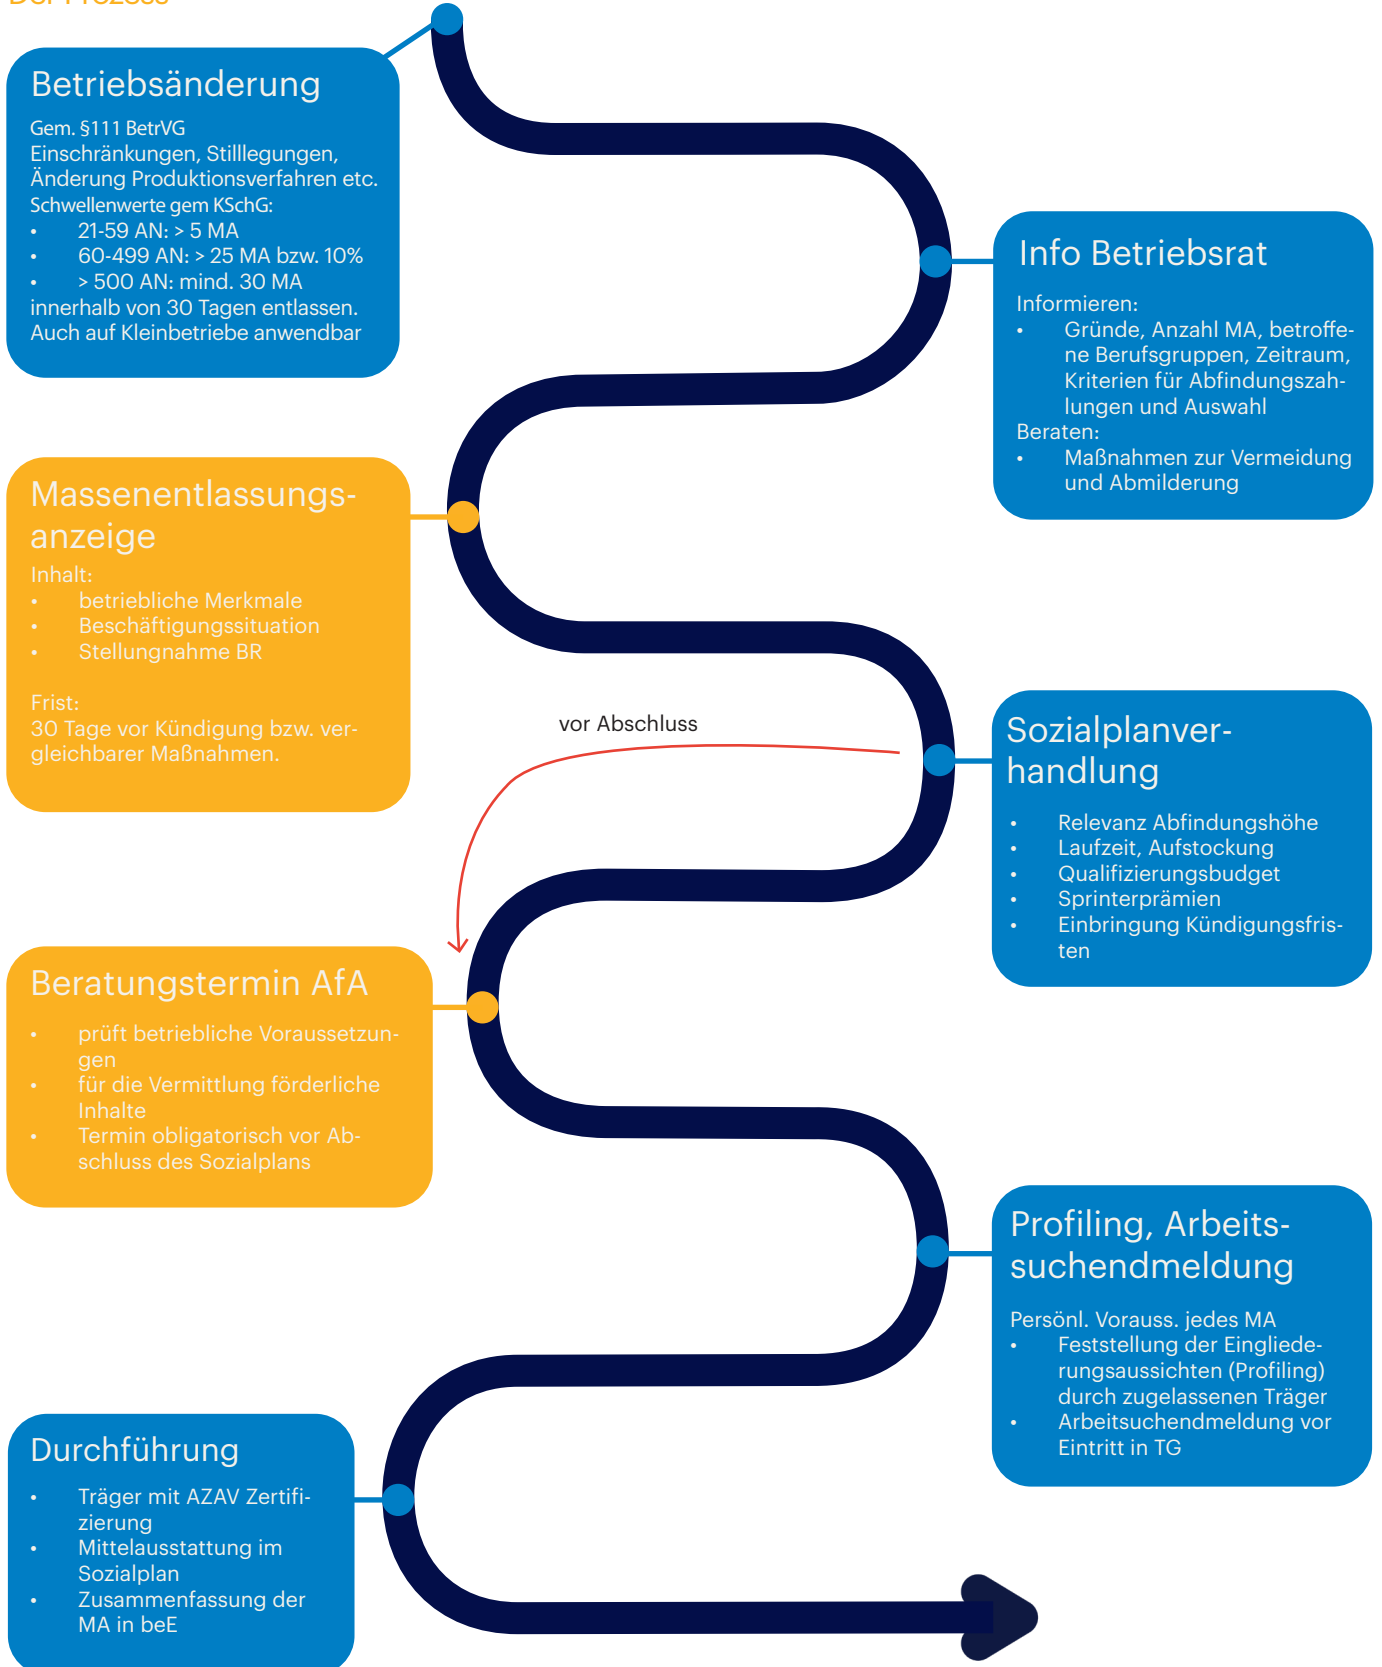 Der Prozess
Betriebsänderung
Gem. §111 BetrVG
Einschränkungen, Stilllegungen,
Änderung Produktionsverfahren etc.
Schwellenwerte gem KSchG:
• 21-59 AN: > 5 MA
• 60-499 AN: > 25 MA bzw. 10%
• > 500 AN: mind. 30 MA
innerhalb von 30 Tagen entlassen.
Auch auf Kleinbetriebe anwendbar
Info Betriebsrat
Informieren:
• Gründe, Anzahl MA, betroffe-
ne Berufsgruppen, Zeitraum,
Kriterien für Abfindungszah-
lungen und Auswahl
Beraten:
• Maßnahmen zur Vermeidung
und Abmilderung
Massenentlassungs-
anzeige
Inhalt:
• betriebliche Merkmale
• Beschäftigungssituation
• Stellungnahme BR
Frist:
30 Tage vor Kündigung bzw. ver-
gleichbarer Maßnahmen.
vor Abschluss
Sozialplanver-
handlung
• Relevanz Abfindungshöhe
• Laufzeit, Aufstockung
• Qualifizierungsbudget
• Sprinterprämien
• Einbringung Kündigungsfris-
ten
Beratungstermin AfA
• prüft betriebliche Voraussetzun-
gen
• für die Vermittlung förderliche
Inhalte
• Termin obligatorisch vor Ab-
schluss des Sozialplans
Profiling, Arbeits-
suchendmeldung
Persönl. Vorauss. jedes MA
• Feststellung der Eingliede-
rungsaussichten (Profiling)
durch zugelassenen Träger
• Arbeitsuchendmeldung vor
Eintritt in TG
Durchführung
• Träger mit AZAV Zertifi-
zierung
• Mittelausstattung im
Sozialplan
• Zusammenfassung der
MA in beE